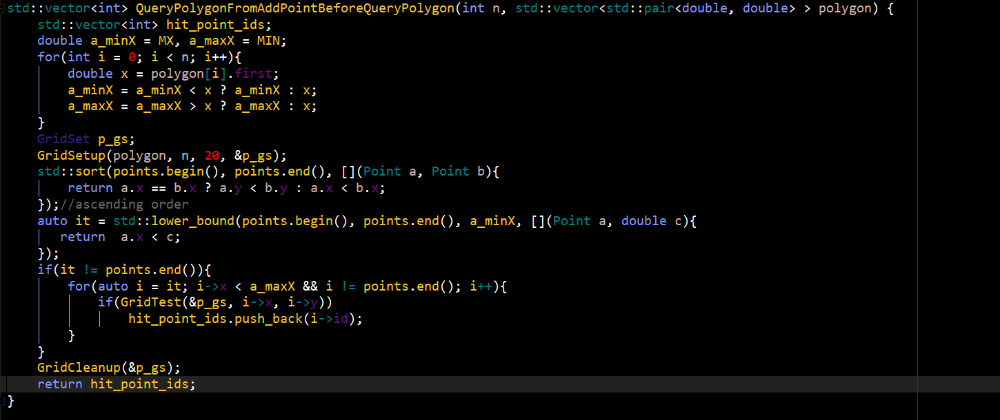 std::vector<int> QueryPolygonFromAddPointBeforeQueryPolygon(int n, std::vector<std::pair<double, double> > polygon) {
    std::vector<int> hit_point_ids;
    double a_minX = MX, a_maxX = MIN;
    for(int i = 0; i < n; i++){
        double x = polygon[i].first;
        a_minX = a_minX < x ? a_minX : x;
        a_maxX = a_maxX > x ? a_maxX : x;
    }
    GridSet p_gs;
    GridSetup(polygon, n, 20, &p_gs);
    std::sort(points.begin(), points.end(), [](Point a, Point b){
        return a.x == b.x ? a.y < b.y : a.x < b.x;
    });//ascending order
    auto it = std::lower_bound(points.begin(), points.end(), a_minX, [](Point a, double c){
       return  a.x < c;
    });
    if(it != points.end()){
        for(auto i = it; i->x < a_maxX && i != points.end(); i++){
            if(GridTest(&p_gs, i->x, i->y))
                hit_point_ids.push_back(i->id);
        }
    }
    GridCleanup(&p_gs);
    return hit_point_ids;
}